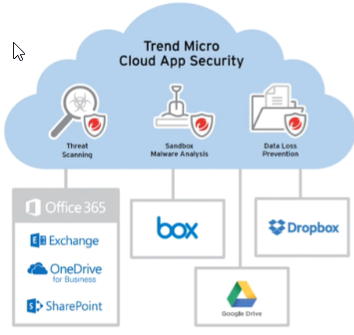 Trend Micro
Cloud App Security
Threat
Scanning
Sandbox
Malware Analysis
Data Loss
Prevention
Office 365
Exchange
OneDrive
for Business
SharePoint
box
Dropbox
Google Drive